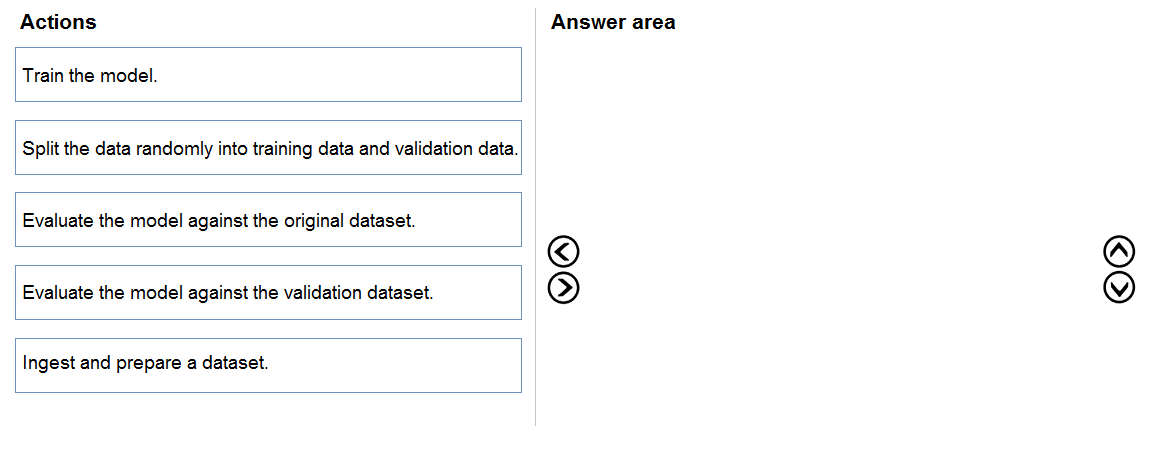 Actions
Train the model.
Split the data randomly into training data and validation data.
Evaluate the model against the original dataset.
Evaluate the model against the validation dataset.
Ingest and prepare a dataset.
Answer area